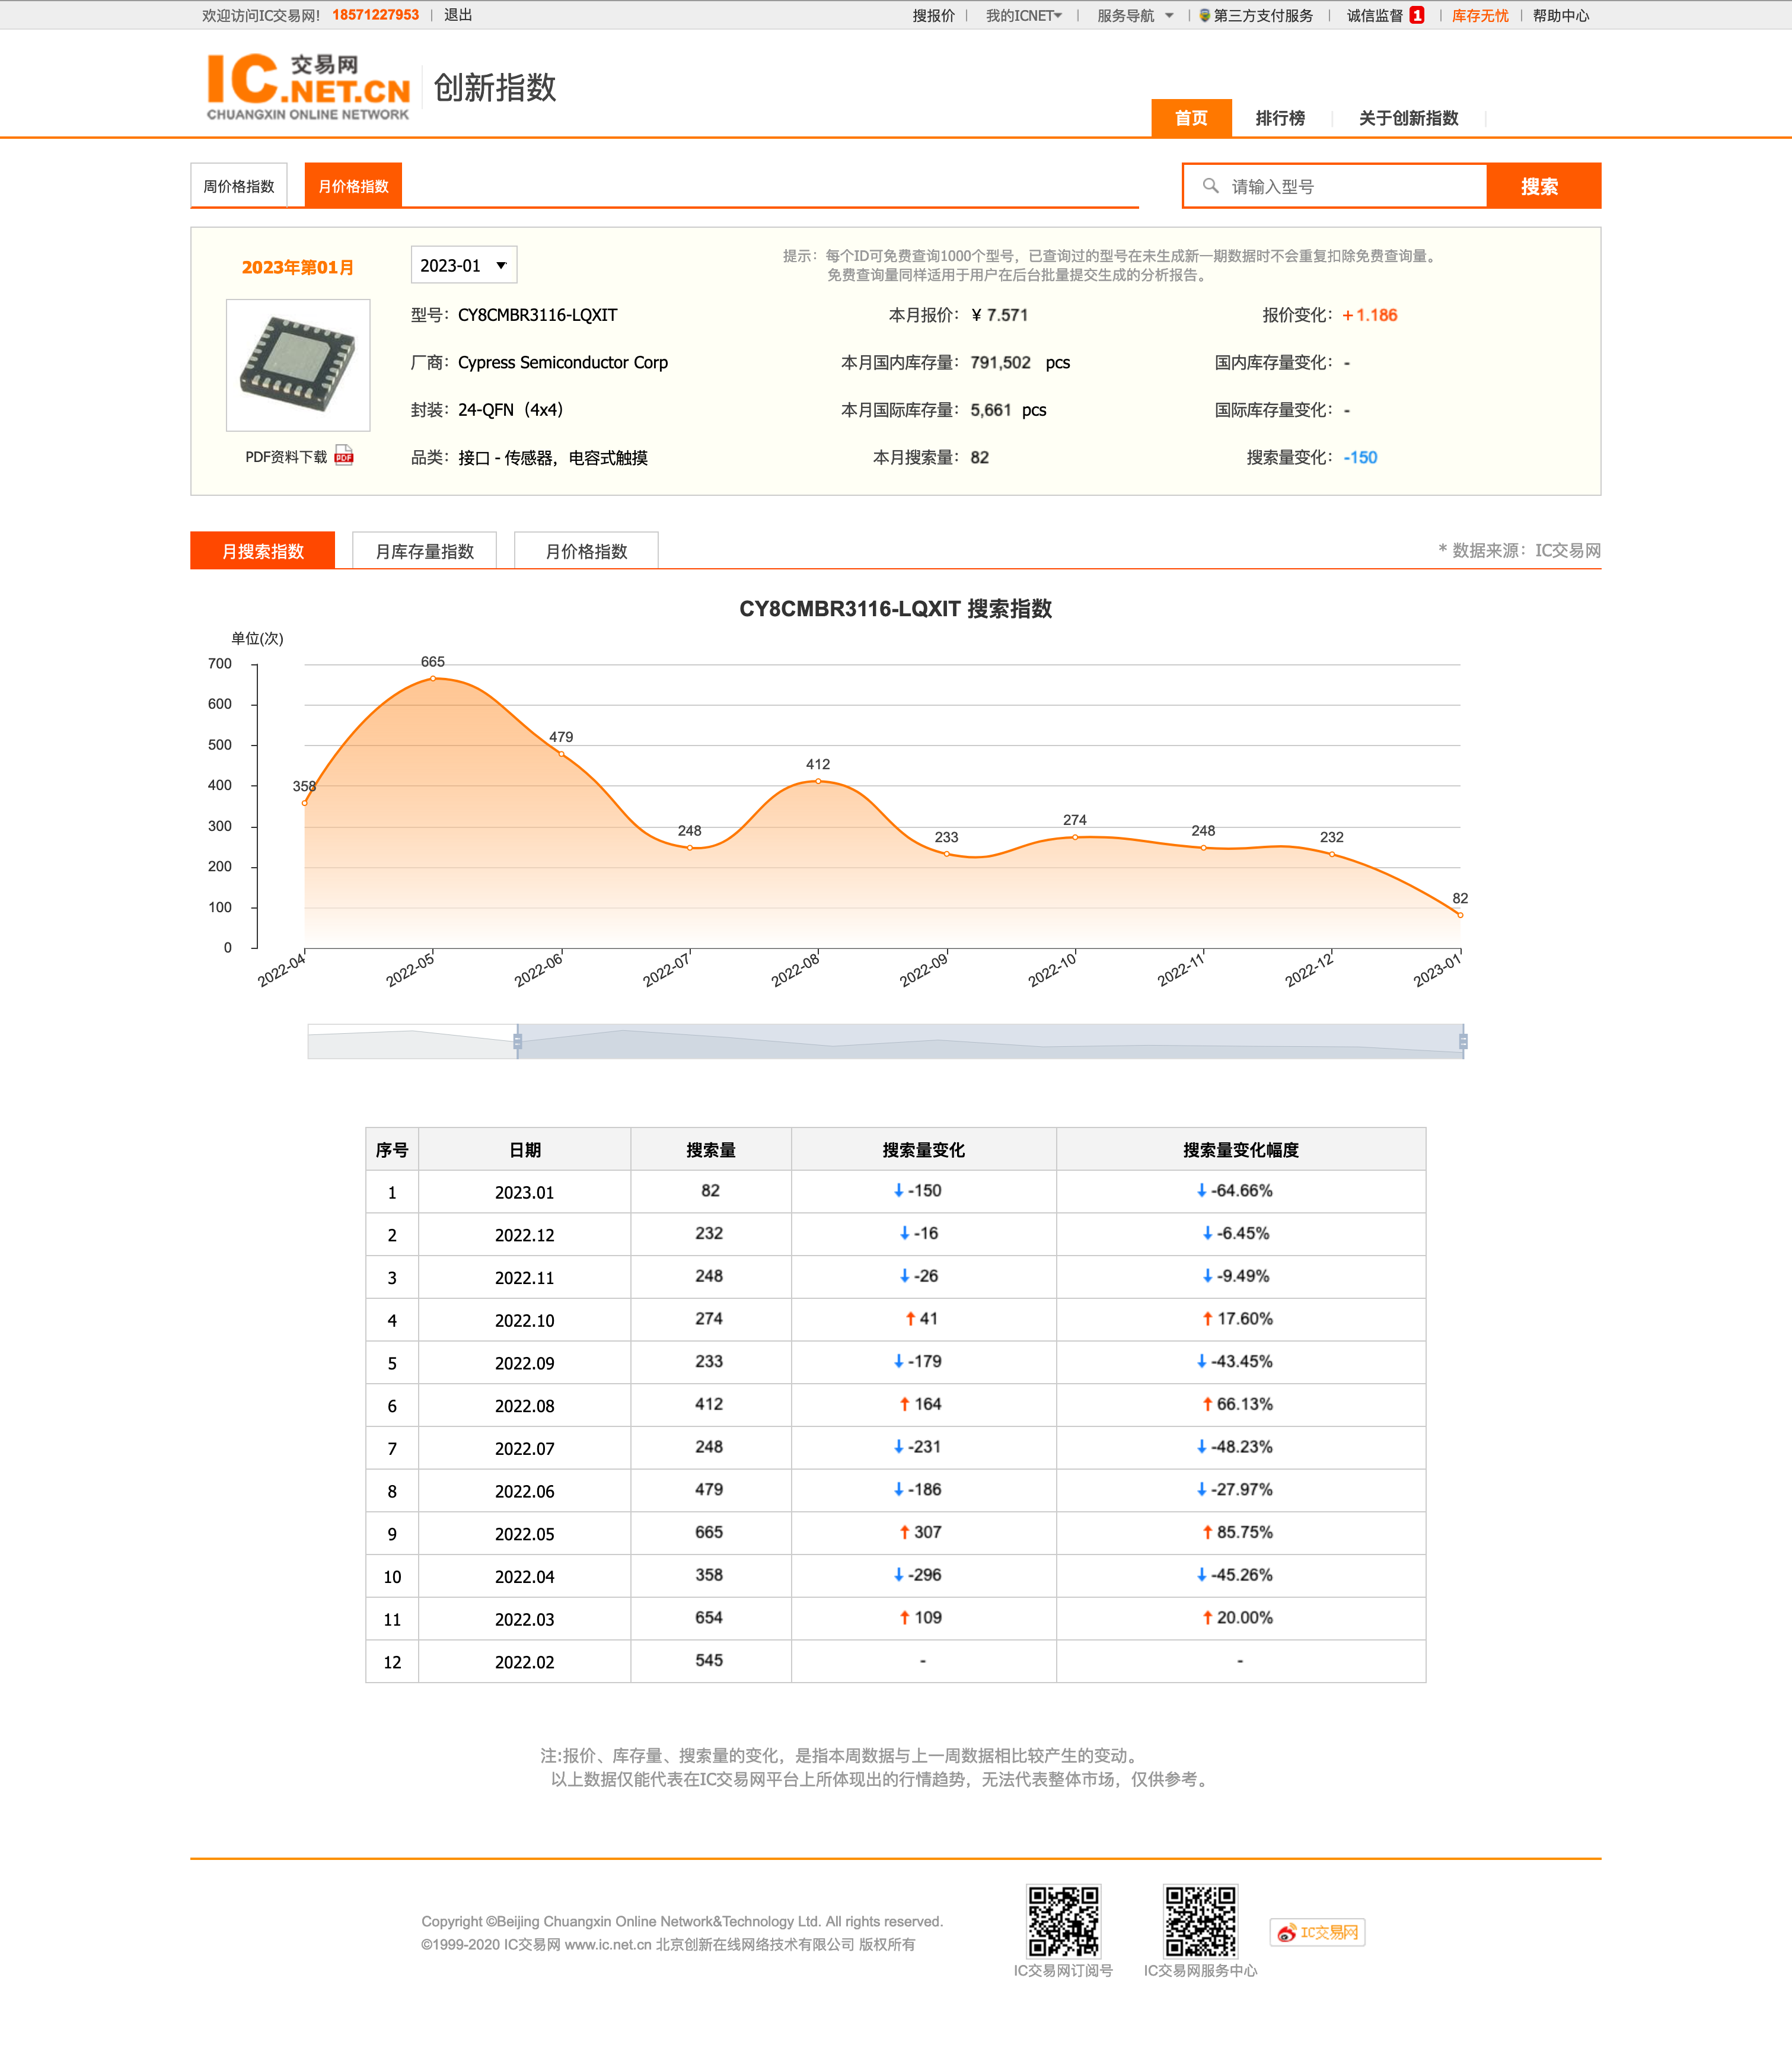 欢迎访问IC交易网! 18571227953 | 退出 搜报价 | 我的ICNET | 服务导航 | 第三方支付服务 | 诚信监督 1 | 库存无忧 | 帮助中心
IC.NET.CN 交易网
CHUANGXIN ONLINE NETWORK
创新指数
首页 排行榜 关于创新指数
周价格指数 月价格指数 请输入型号 搜索
2023年第01月 2023-01
提示：每个ID可免费查询1000个型号，已查询过的型号在未生成新一期数据时不会重复扣除免费查询量。
免费查询量同样适用于用户在后台批量提交生成的分析报告。
型号：CY8CMBR3116-LQXIT 本月报价：¥ 7.571 报价变化：+ 1.186
厂商：Cypress Semiconductor Corp 本月国内库存量：791,502 pcs 国内库存量变化：-
封装：24-QFN（4x4） 本月国际库存量：5,661 pcs 国际库存量变化：-
PDF资料下载 PDF 品类：接口 - 传感器，电容式触摸 本月搜索量：82 搜索量变化：-150
月搜索指数 月库存量指数 月价格指数 * 数据来源：IC交易网
CY8CMBR3116-LQXIT 搜索指数
单位(次)
700
600
500
400
300
200
100
0
358 665 479 248 412 233 274 248 232 82
2022-04 2022-05 2022-06 2022-07 2022-08 2022-09 2022-10 2022-11 2022-12 2023-01
序号 日期 搜索量 搜索量变化 搜索量变化幅度
1 2023.01 82 ↓ -150 ↓ -64.66%
2 2022.12 232 ↓ -16 ↓ -6.45%
3 2022.11 248 ↓ -26 ↓ -9.49%
4 2022.10 274 ↑ 41 ↑ 17.60%
5 2022.09 233 ↓ -179 ↓ -43.45%
6 2022.08 412 ↑ 164 ↑ 66.13%
7 2022.07 248 ↓ -231 ↓ -48.23%
8 2022.06 479 ↓ -186 ↓ -27.97%
9 2022.05 665 ↑ 307 ↑ 85.75%
10 2022.04 358 ↓ -296 ↓ -45.26%
11 2022.03 654 ↑ 109 ↑ 20.00%
12 2022.02 545 - -
注:报价、库存量、搜索量的变化，是指本周数据与上一周数据相比较产生的变动。
以上数据仅能代表在IC交易网平台上所体现出的行情趋势，无法代表整体市场，仅供参考。
Copyright ©Beijing Chuangxin Online Network&Technology Ltd. All rights reserved.
©1999-2020 IC交易网 www.ic.net.cn 北京创新在线网络技术有限公司 版权所有
IC交易网订阅号 IC交易网服务中心 IC交易网